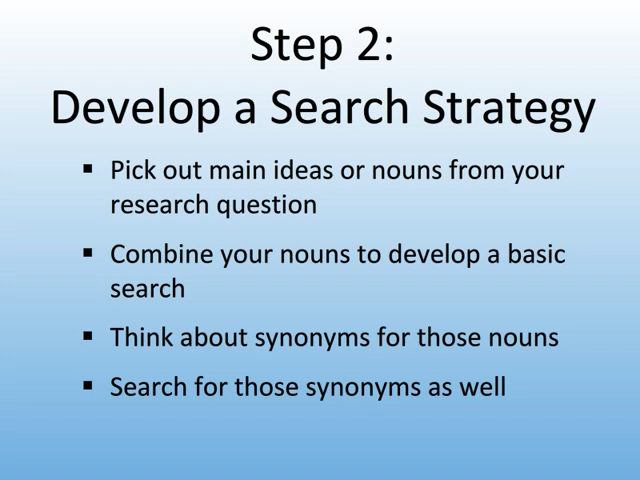 Step 2:
Develop a Search Strategy
▪ Pick out main ideas or nouns from your
research question
▪ Combine your nouns to develop a basic
search
▪ Think about synonyms for those nouns
▪ Search for those synonyms as well